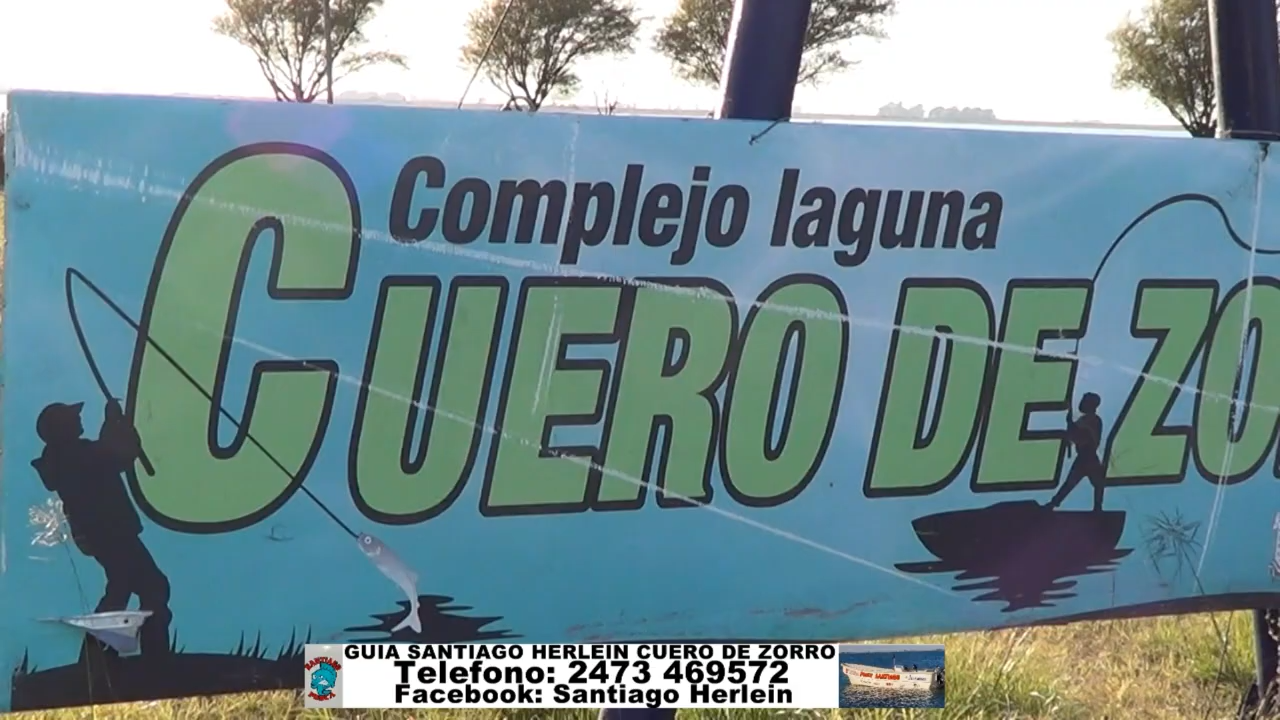 Complejo laguna
CUERO DE ZO
GUIA SANTIAGO HERLEIN CUERO DE ZORRO
Telefono: 2473 469572
Facebook: Santiago Herlein